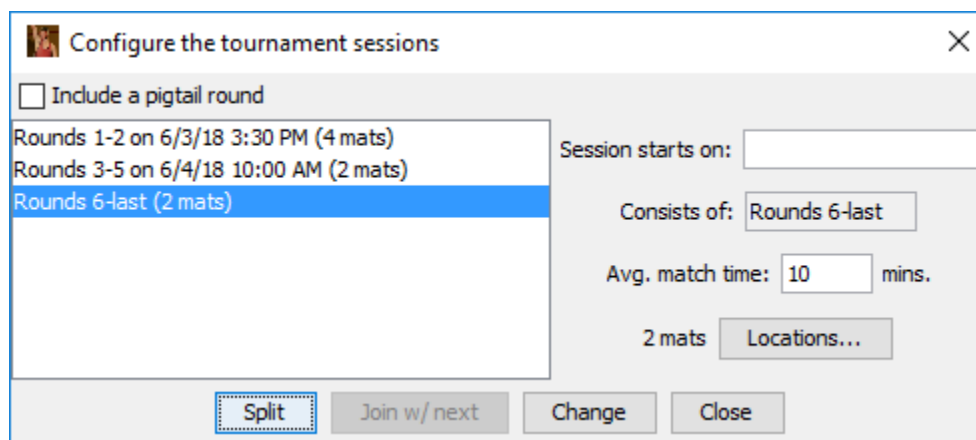 Configure the tournament sessions
Include a pigtail round
Rounds 1-2 on 6/3/18 3:30 PM (4 mats)
Rounds 3-5 on 6/4/18 10:00 AM (2 mats)
Rounds 6-last (2 mats)
Session starts on:
Consists of: Rounds 6-last
Avg. match time: 10 mins.
2 mats Locations...
Split Join w/ next Change Close